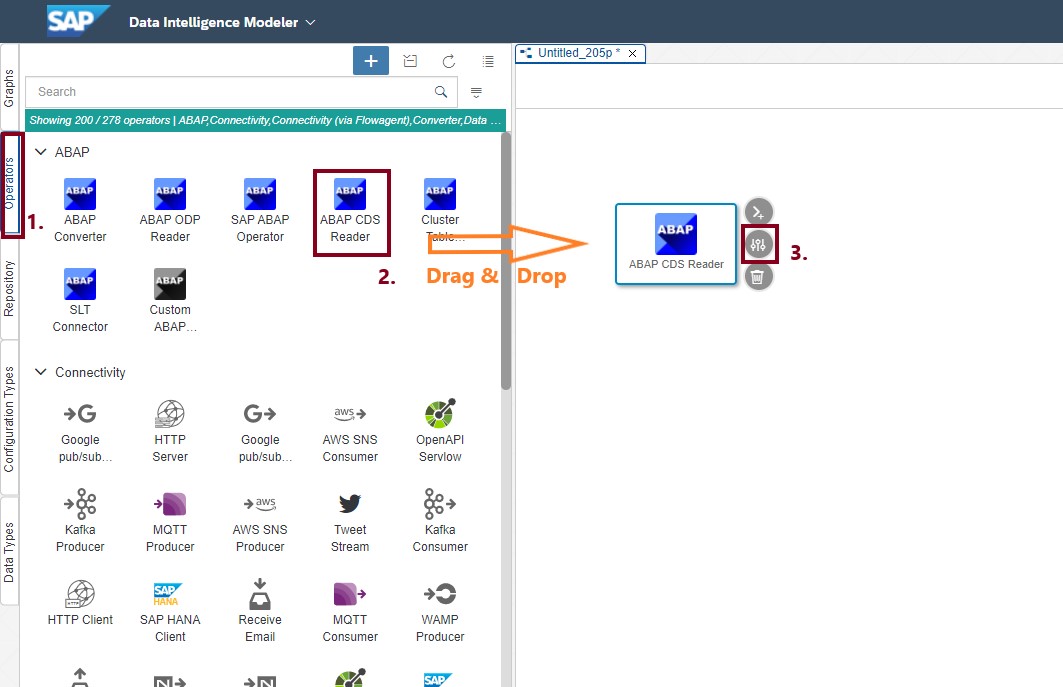 SAP
Data Intelligence Modeler
Graphs
Operators
Repository
Configuration Types
Data Types
Untitled_205p *
Search
Showing 200 / 278 operators | ABAP,Connectivity,Connectivity (via Flowagent),Converter,Data ...
1.
ABAP
ABAP
ABAP
Converter
ABAP
ABAP ODP
Reader
ABAP
SAP ABAP
Operator
ABAP
ABAP CDS
Reader
ABAP
Cluster
Table...
2.
Drag & Drop
ABAP
ABAP CDS Reader
3.
ABAP
SLT
Connector
ABAP
Custom
ABAP...
Connectivity
G
Google
pub/sub...
HTTP
HTTP
Server
G
Google
pub/sub...
aws
AWS SNS
Consumer
OpenAPI
Servlow
Kafka
Producer
MQTT
Producer
aws
AWS SNS
Producer
Tweet
Stream
Kafka
Consumer
HTTP
HTTP Client
SAP
HANA
SAP HANA
Client
Receive
Email
MQTT
Consumer
WAMP
Producer
N
N
SAP